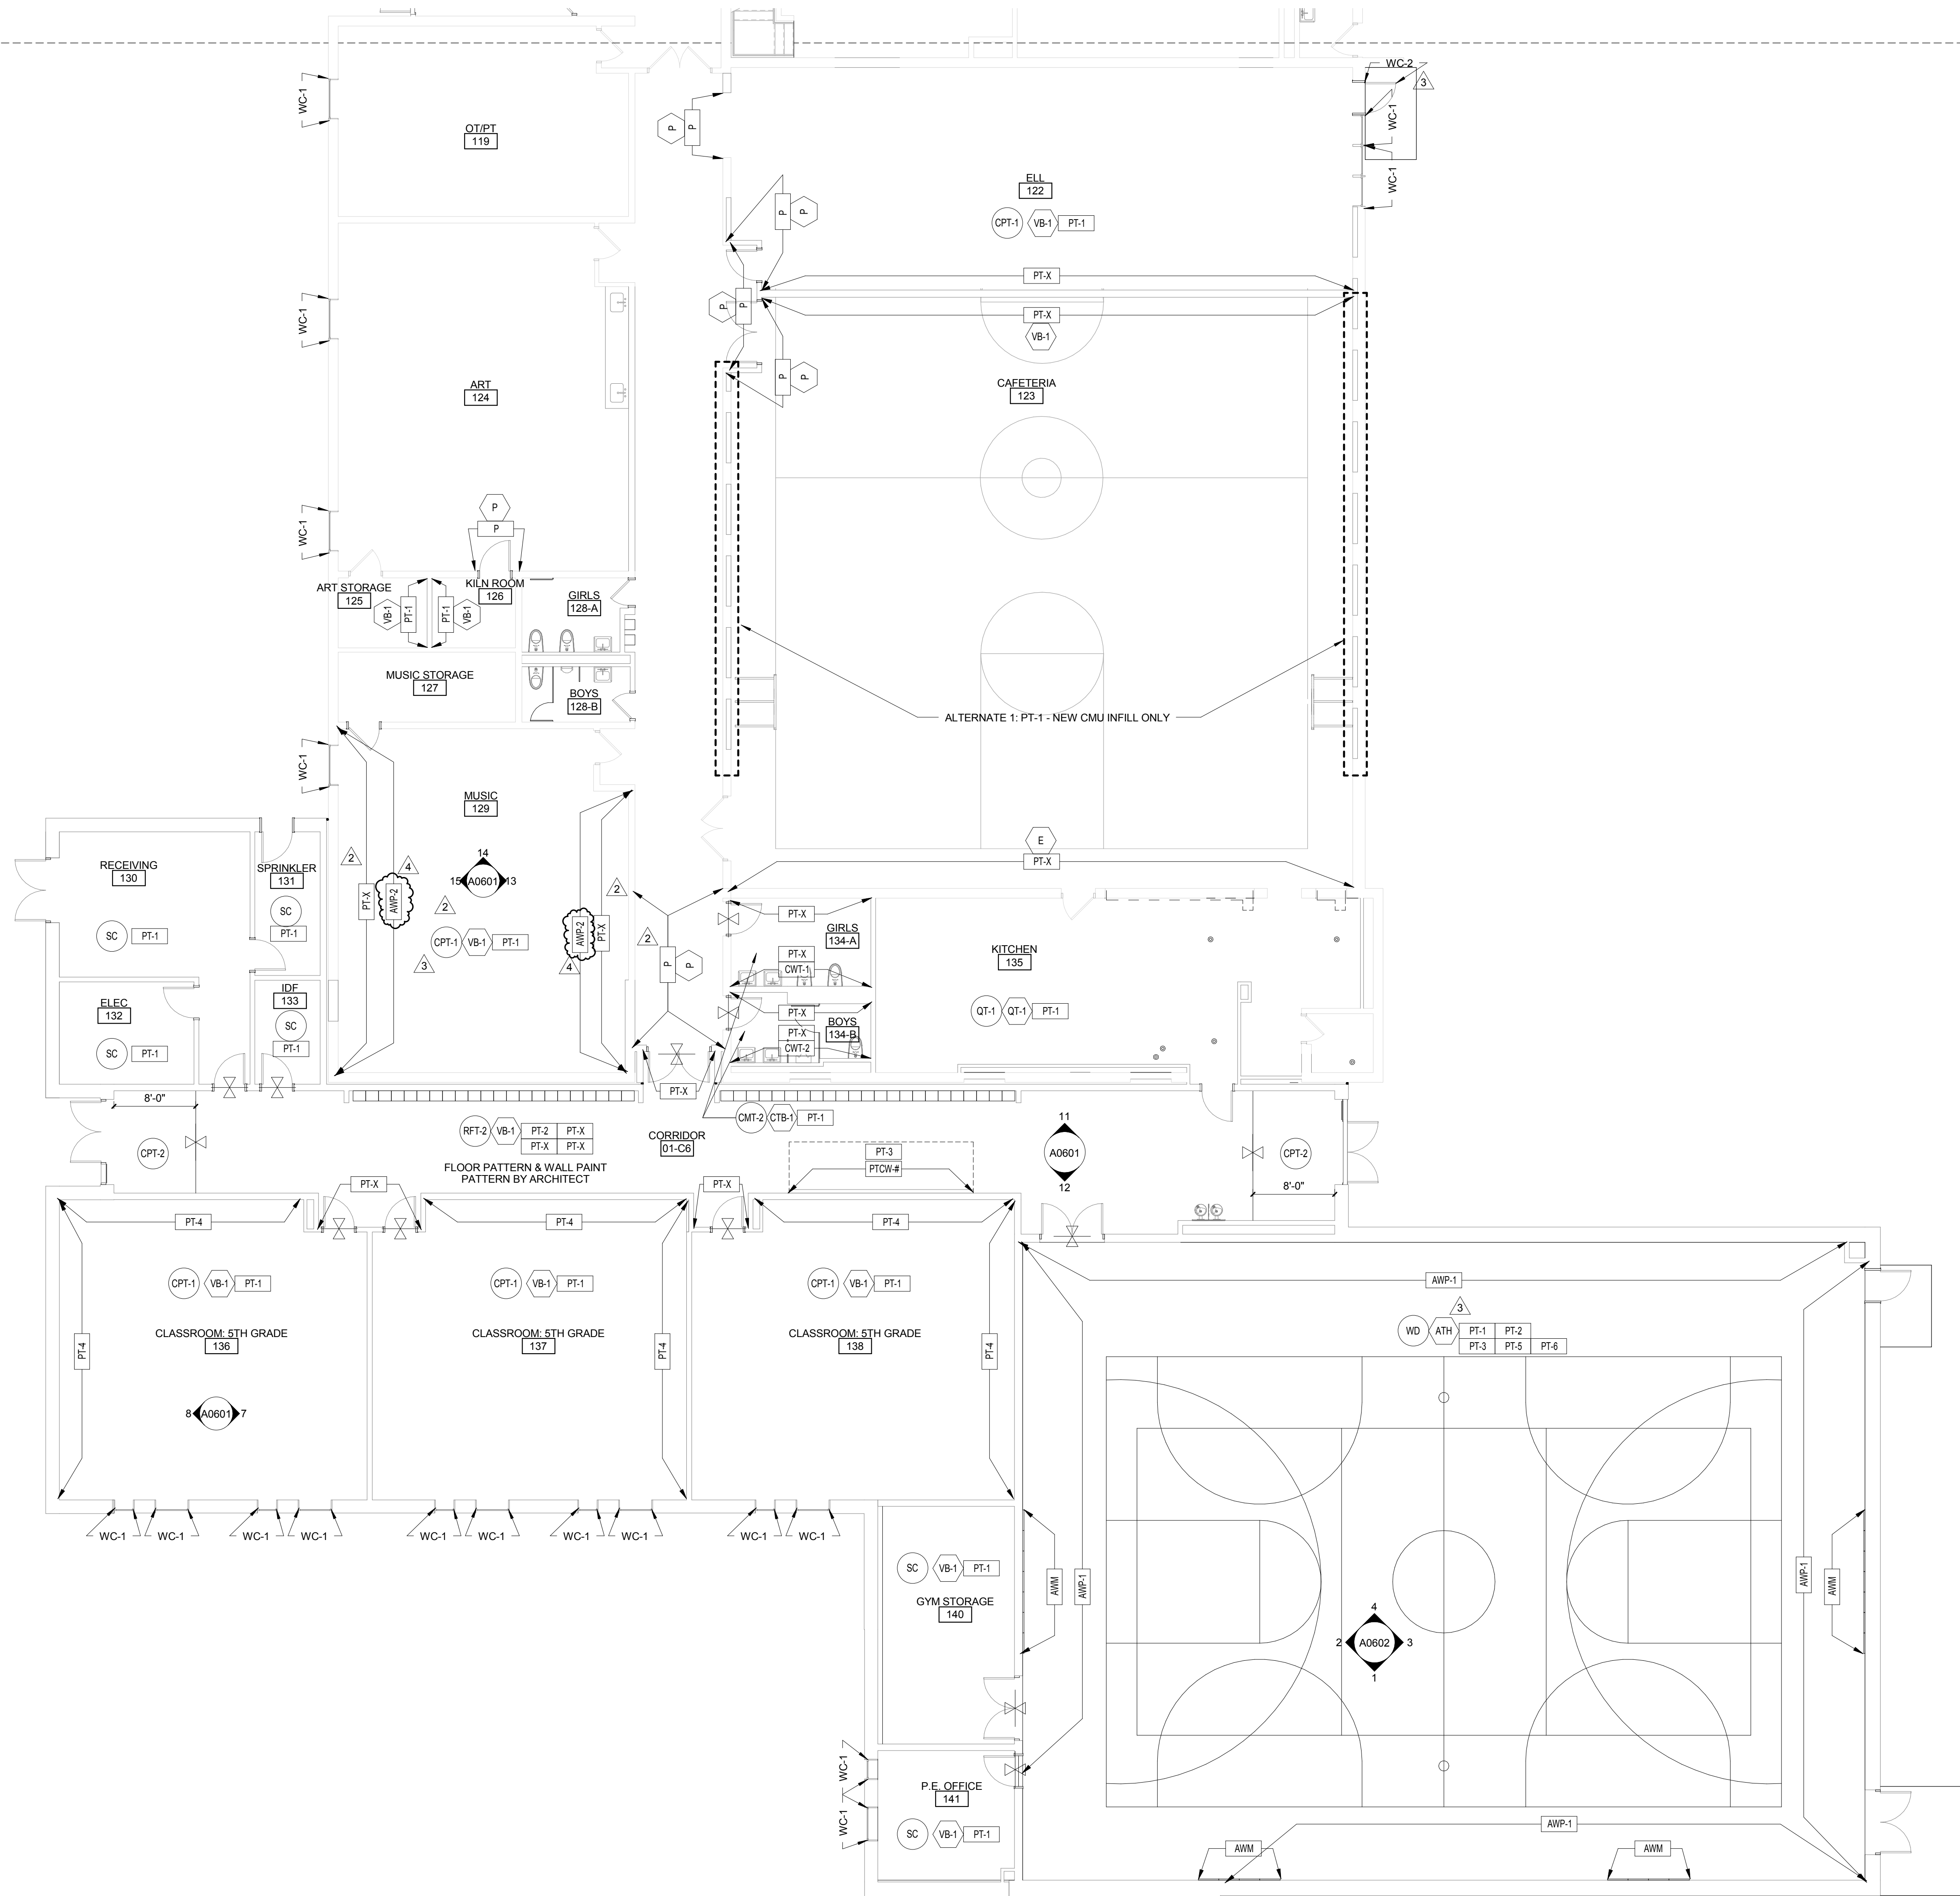 WC-2
3
WC-1
WC-1
WC-1
OT/PT
119
P
P
ELL
122
CPT-1
VB-1
PT-1
P
P
PT-X
P
P
PT-X
VB-1
WC-1
P
P
ART
124
CAFETERIA
123
P
P
WC-1
ART STORAGE
125
KILN ROOM
126
VB-1
PT-1
PT-1
VB-1
GIRLS
128-A
MUSIC STORAGE
127
BOYS
128-B
ALTERNATE 1: PT-1 - NEW CMU INFILL ONLY
WC-1
MUSIC
129
RECEIVING
130
SPRINKLER
131
2
4
14
15
A0601
13
2
E
PT-X
SC
PT-1
SC
PT-1
PT-X
AWP-2
2
CPT-1
VB-1
PT-1
3
AWP-2
PT-X
4
2
P
P
PT-X
GIRLS
134-A
PT-X
CWT-1
KITCHEN
135
QT-1
QT-1
PT-1
ELEC
132
IDF
133
SC
PT-1
SC
PT-1
PT-X
BOYS
134-B
PT-X
CWT-2
8'-0"
PT-X
CMT-2
CTB-1
PT-1
CPT-2
RFT-2
VB-1
PT-2
PT-X
PT-X
PT-X
CORRIDOR
01-C6
FLOOR PATTERN & WALL PAINT
PATTERN BY ARCHITECT
PT-3
PTCW-#
11
A0601
12
CPT-2
8'-0"
PT-4
PT-X
PT-4
PT-X
PT-4
CPT-1
VB-1
PT-1
CPT-1
VB-1
PT-1
CPT-1
VB-1
PT-1
CLASSROOM: 5TH GRADE
136
CLASSROOM: 5TH GRADE
137
CLASSROOM: 5TH GRADE
138
PT-4
PT-4
PT-4
8
A0601
7
AWP-1
3
WD
ATH
PT-1
PT-2
PT-3
PT-5
PT-6
WC-1
WC-1
WC-1
WC-1
WC-1
WC-1
WC-1
WC-1
WC-1
WC-1
SC
VB-1
PT-1
GYM STORAGE
140
AWM
AWP-1
AWP-1
AWM
4
2
A0602
3
1
WC-1
WC-1
P.E. OFFICE
141
SC
VB-1
PT-1
AWP-1
AWM
AWM